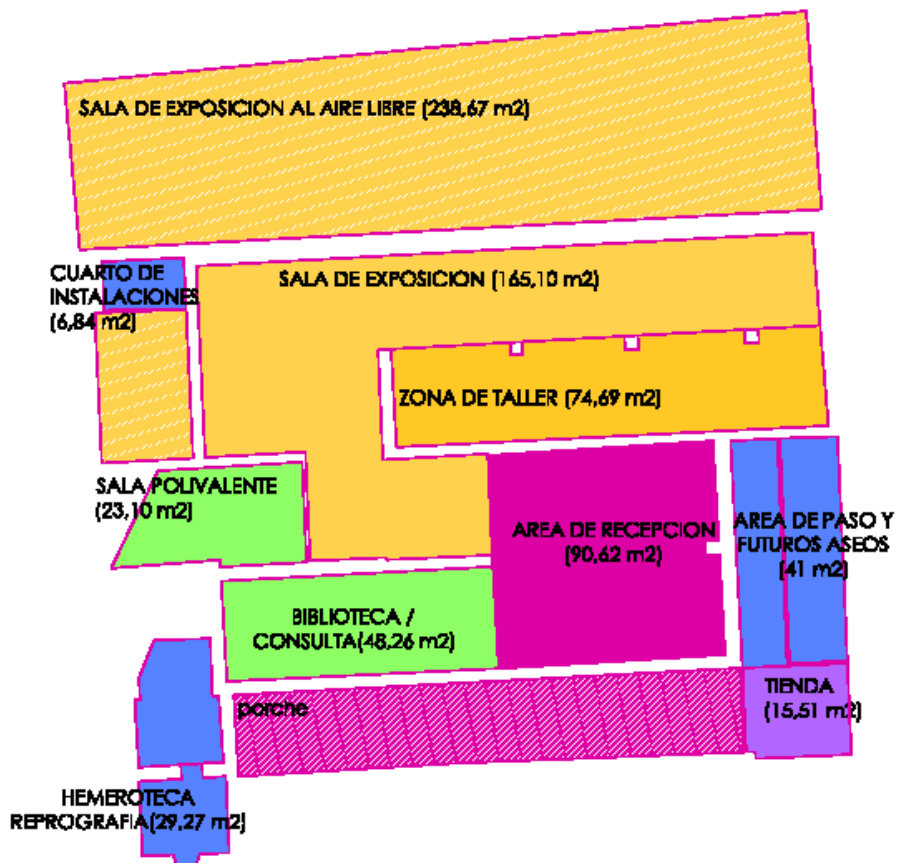 SALA DE EXPOSICION AL AIRE LIBRE (238,67 m2)
CUARTO DE
INSTALACIONES
(6,84 m2)
SALA DE EXPOSICION (165,10 m2)
ZONA DE TALLER (74,69 m2)
SALA POLIVALENTE
(23,10 m2)
AREA DE RECEPCION
(90,62 m2)
AREA DE PASO Y
FUTUROS ASEOS
(41 m2)
BIBLIOTECA /
CONSULTA(48,26 m2)
TIENDA
(15,51 m2)
porche
HEMEROTECA
REPROGRAFIA(29,27 m2)